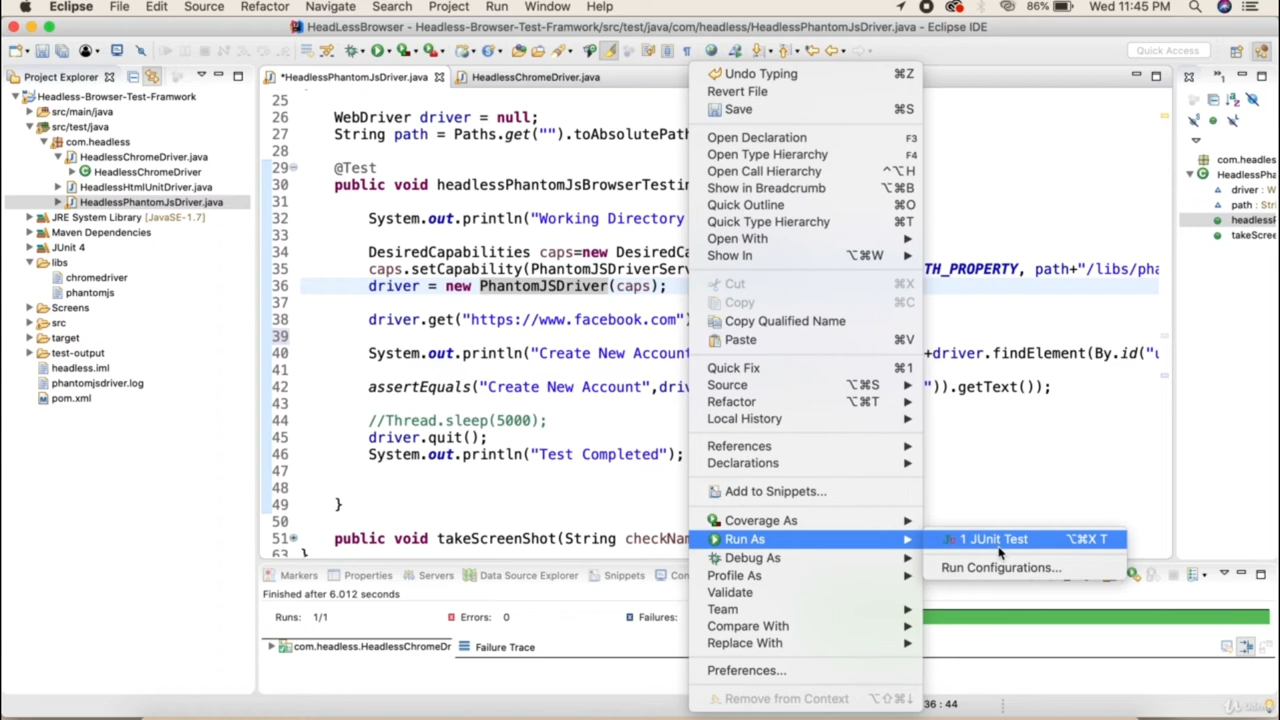 Eclipse File Edit Source Refactor Navigate Search Project Run Window Help 86% Wed 11:45 PM
HeadLessBrowser - Headless-Browser-Test-Framwork/src/test/java/com/headless/HeadlessPhantomJsDriver.java - Eclipse IDE
Quick Access
Project Explorer
*HeadlessPhantomJsDriver.java
HeadlessChromeDriver.java
Headless-Browser-Test-Framwork
src/main/java
src/test/java
com.headless
HeadlessChromeDriver.java
HeadlessChromeDriver
HeadlessHtmlUnitDriver.java
HeadlessPhantomJsDriver.java
JRE System Library [JavaSE-1.7]
Maven Dependencies
JUnit 4
libs
chromedriver
phantomjs
Screens
src
target
test-output
headless.iml
phantomjsdriver.log
pom.xml
25
26 WebDriver driver = null;
27 String path = Paths.get("").toAbsolutePath
28
29 @Test
30 public void headlessPhantomJsBrowserTestin
31
32 System.out.println("Working Directory
33
34 DesiredCapabilities caps=new DesiredCa
35 caps.setCapability(PhantomJSDriverServ TH_PROPERTY, path+"/libs/pha
36 driver = new PhantomJSDriver(caps);
37
38 driver.get("https://www.facebook.com")
39
40 System.out.println("Create New Account +driver.findElement(By.id("u
41
42 assertEquals("Create New Account",driv ")).getText());
43
44 //Thread.sleep(5000);
45 driver.quit();
46 System.out.println("Test Completed");
47
48
49 }
50
51 public void takeScreenShot(String checkNam
63 }
Undo Typing ⌘Z
Revert File
Save ⌘S
Open Declaration F3
Open Type Hierarchy F4
Open Call Hierarchy ^⌥H
Show in Breadcrumb ⌥⌘B
Quick Outline ⌘O
Quick Type Hierarchy ⌘T
Open With
Show In ⌥⌘W
Cut ⌘X
Copy ⌘C
Copy Qualified Name
Paste ⌘V
Quick Fix ⌘1
Source ⌥⌘S
Refactor ⌥⌘T
Local History
References
Declarations
Add to Snippets...
Coverage As
Run As
Debug As
Profile As
Validate
Team
Compare With
Replace With
Preferences...
Remove from Context ⌥⇧⌘↓
1 JUnit Test ⌥⌘X T
Run Configurations...
com.headles
HeadlessPha
driver : W
path : Stri
headlessF
takeScree
Markers Properties Servers Data Source Explorer Snippets Con
Finished after 6.012 seconds
Runs: 1/1 Errors: 0 Failures:
com.headless.HeadlessChromeDr
Failure Trace
36 : 44